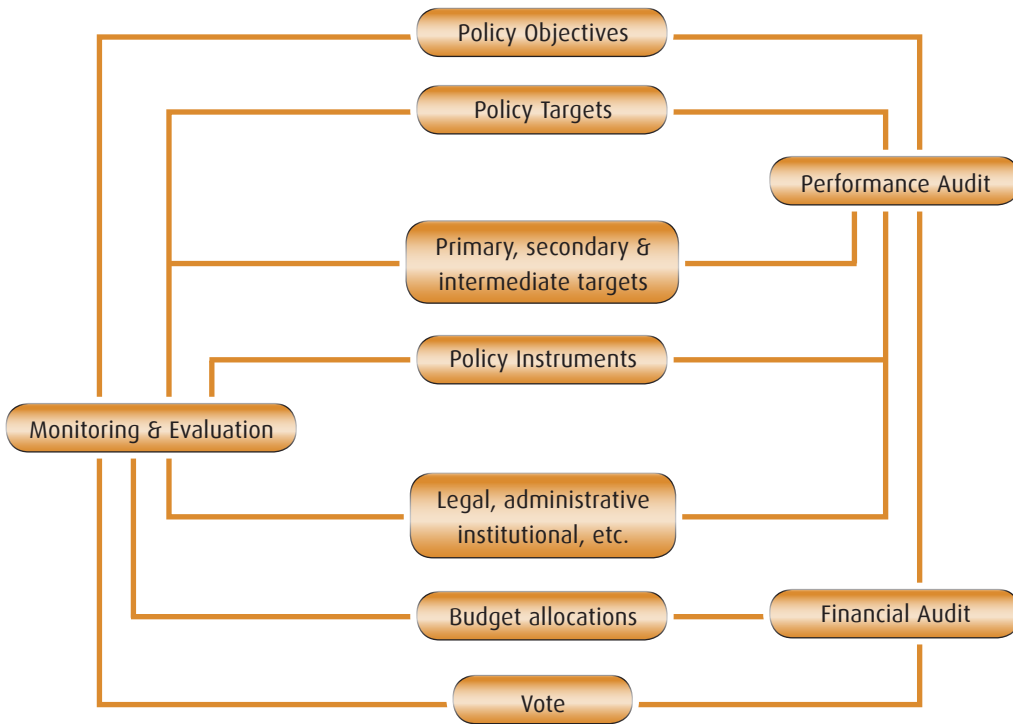 Policy Objectives
Policy Targets
Performance Audit
Primary, secondary &
intermediate targets
Policy Instruments
Monitoring & Evaluation
Legal, administrative
institutional, etc.
Budget allocations
Financial Audit
Vote